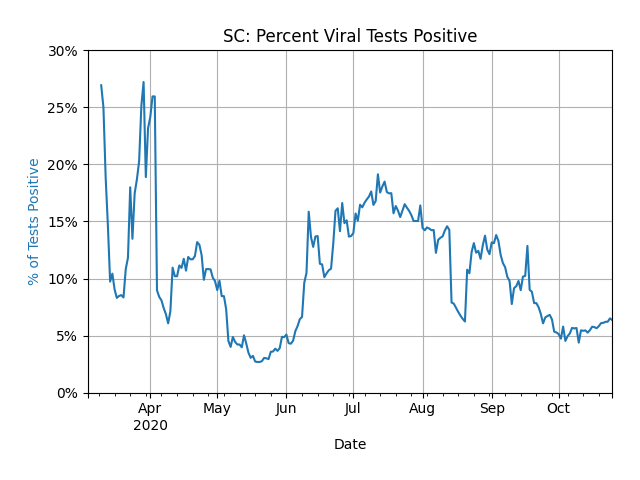 SC: Percent Viral Tests Positive
30%
25%
20%
15%
10%
5%
0%
% of Tests Positive
Apr
2020
May
Jun
Jul
Aug
Sep
Oct
Date